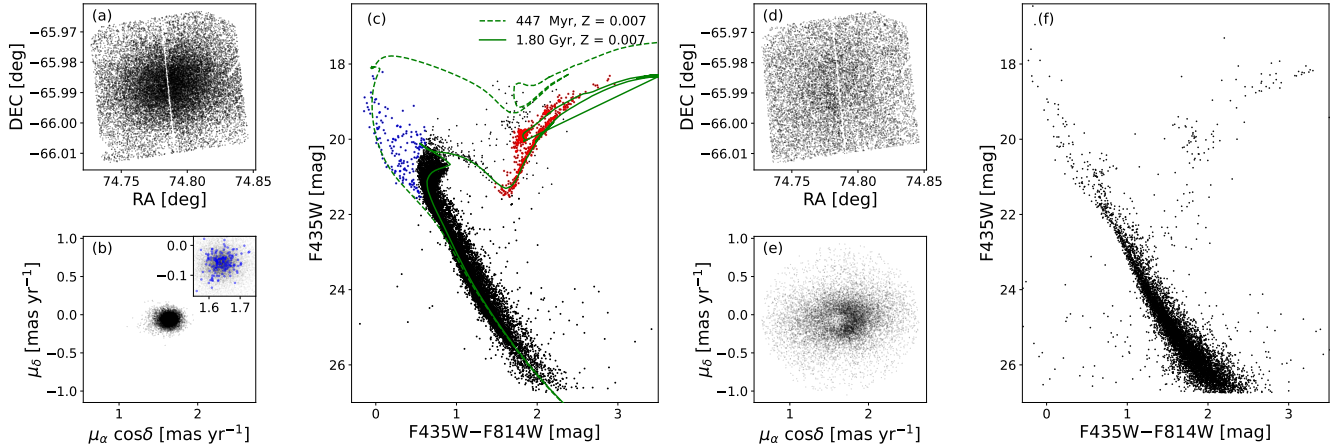 (a)
−65.97
−65.98
−65.99
−66.00
−66.01
DEC [deg]
74.75 74.80 74.85
RA [deg]
(b)
1.0
0.5
0.0
−0.5
−1.0
μδ [mas yr⁻¹]
0.0
−0.1
1.6 1.7
1 2
μα cosδ [mas yr⁻¹]
(c)
447 Myr, Z = 0.007
1.80 Gyr, Z = 0.007
18
20
22
24
26
F435W [mag]
0 1 2 3
F435W−F814W [mag]
(d)
−65.97
−65.98
−65.99
−66.00
−66.01
DEC [deg]
74.75 74.80 74.85
RA [deg]
(e)
1.0
0.5
0.0
−0.5
−1.0
μδ [mas yr⁻¹]
1 2
μα cosδ [mas yr⁻¹]
(f)
18
20
22
24
26
F435W [mag]
0 1 2 3
F435W−F814W [mag]